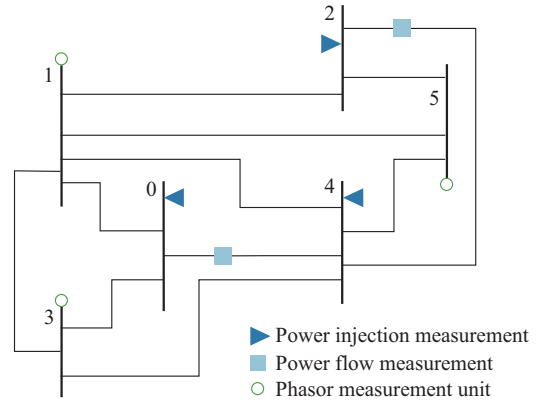 2
1
5
0
4
3
Power injection measurement
Power flow measurement
Phasor measurement unit